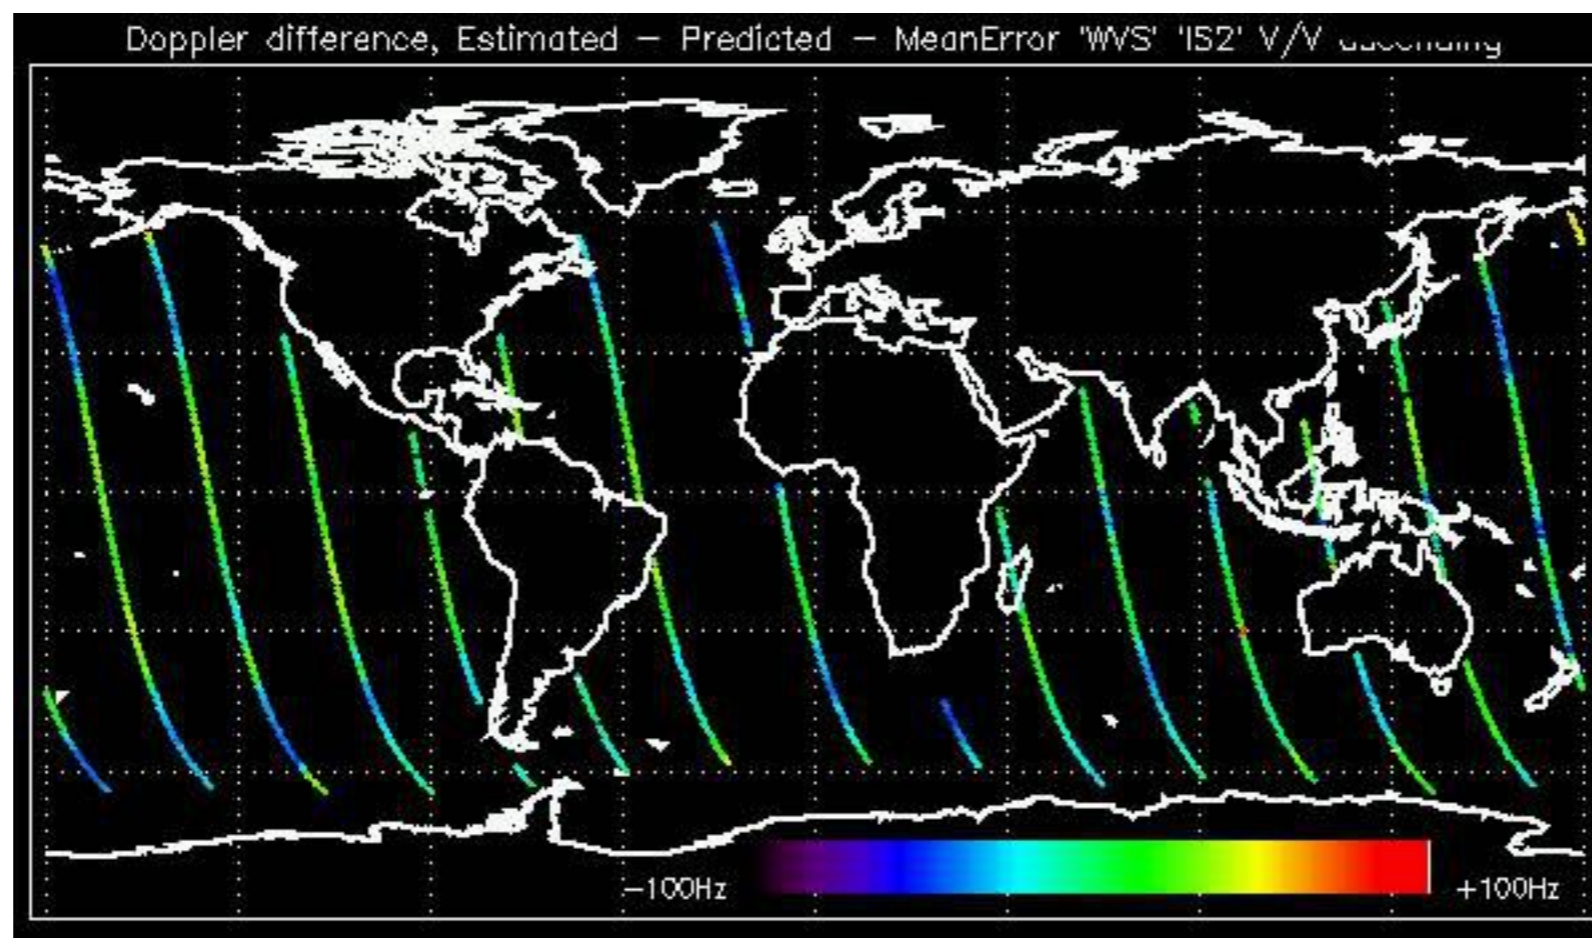 Doppler difference, Estimated – Predicted – MeanError 'WVS' 'IS2' V/V
–100Hz
+100Hz